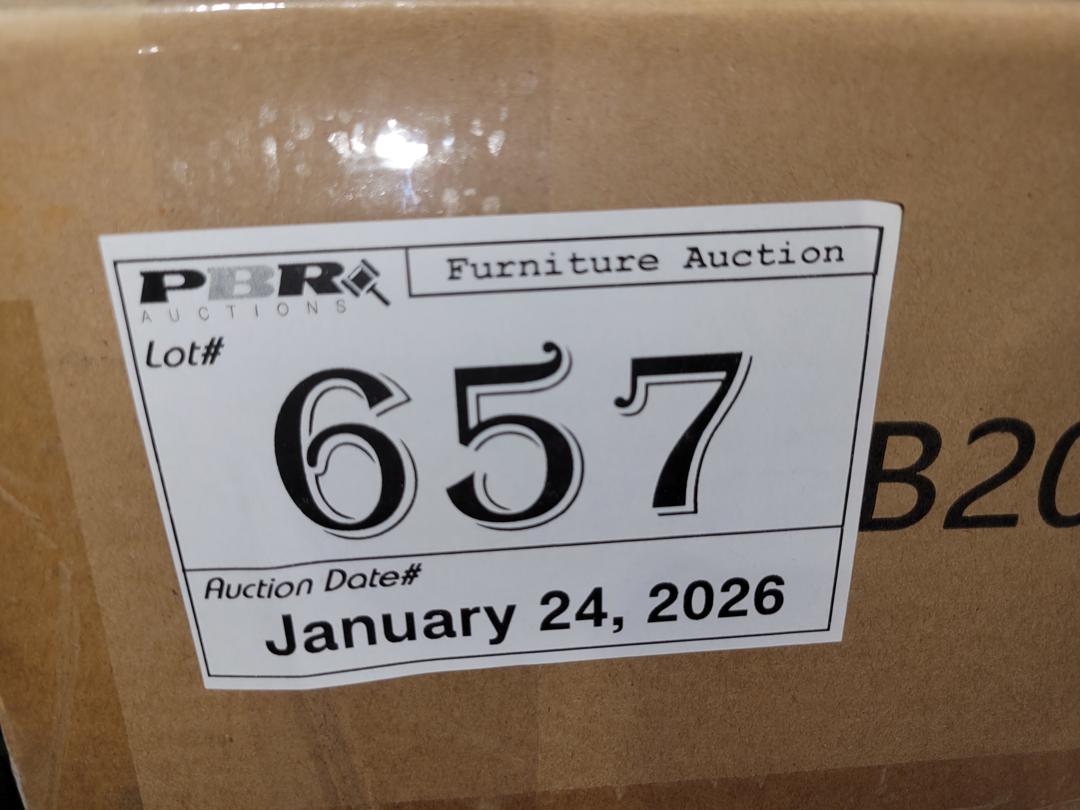 PBR
AUCTIONS
Furniture Auction
Lot#
657
B20
Auction Date#
January 24, 2026